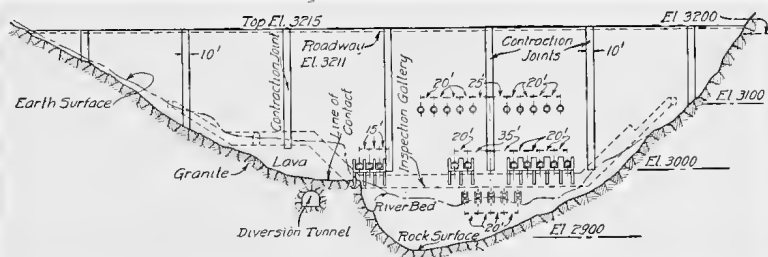 Top El. 3215
El. 3200
10'
Roadway
El. 3211
Contraction
Joints
10'
Contraction Joint
Earth Surface
20'
25'
20'
El. 3100
Line of
Contact
Inspection Gallery
15'
20'
35'
20'
Lava
Granite
El. 3000
River Bed
20'
Diversion Tunnel
Rock Surface
El. 2900